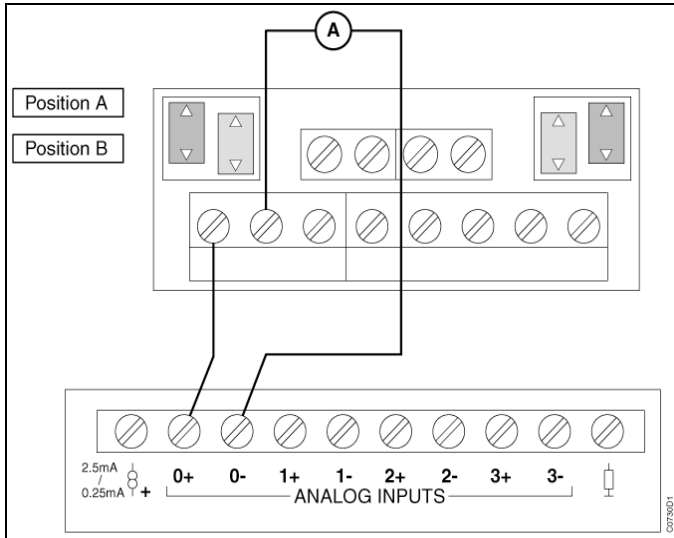 A
Position A
Position B
2.5mA
/
0.25mA
+
0+ 0- 1+ 1- 2+ 2- 3+ 3-
ANALOG INPUTS
C0730D1